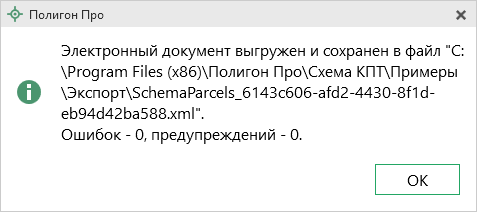 Полигон Про
Электронный документ выгружен и сохранен в файл "C:
\Program Files (x86)\Полигон Про\Схема КПТ\Примеры
\Экспорт\SchemaParcels_6143c606-afd2-4430-8f1d-
eb94d42ba588.xml".
Ошибок - 0, предупреждений - 0.
ОК